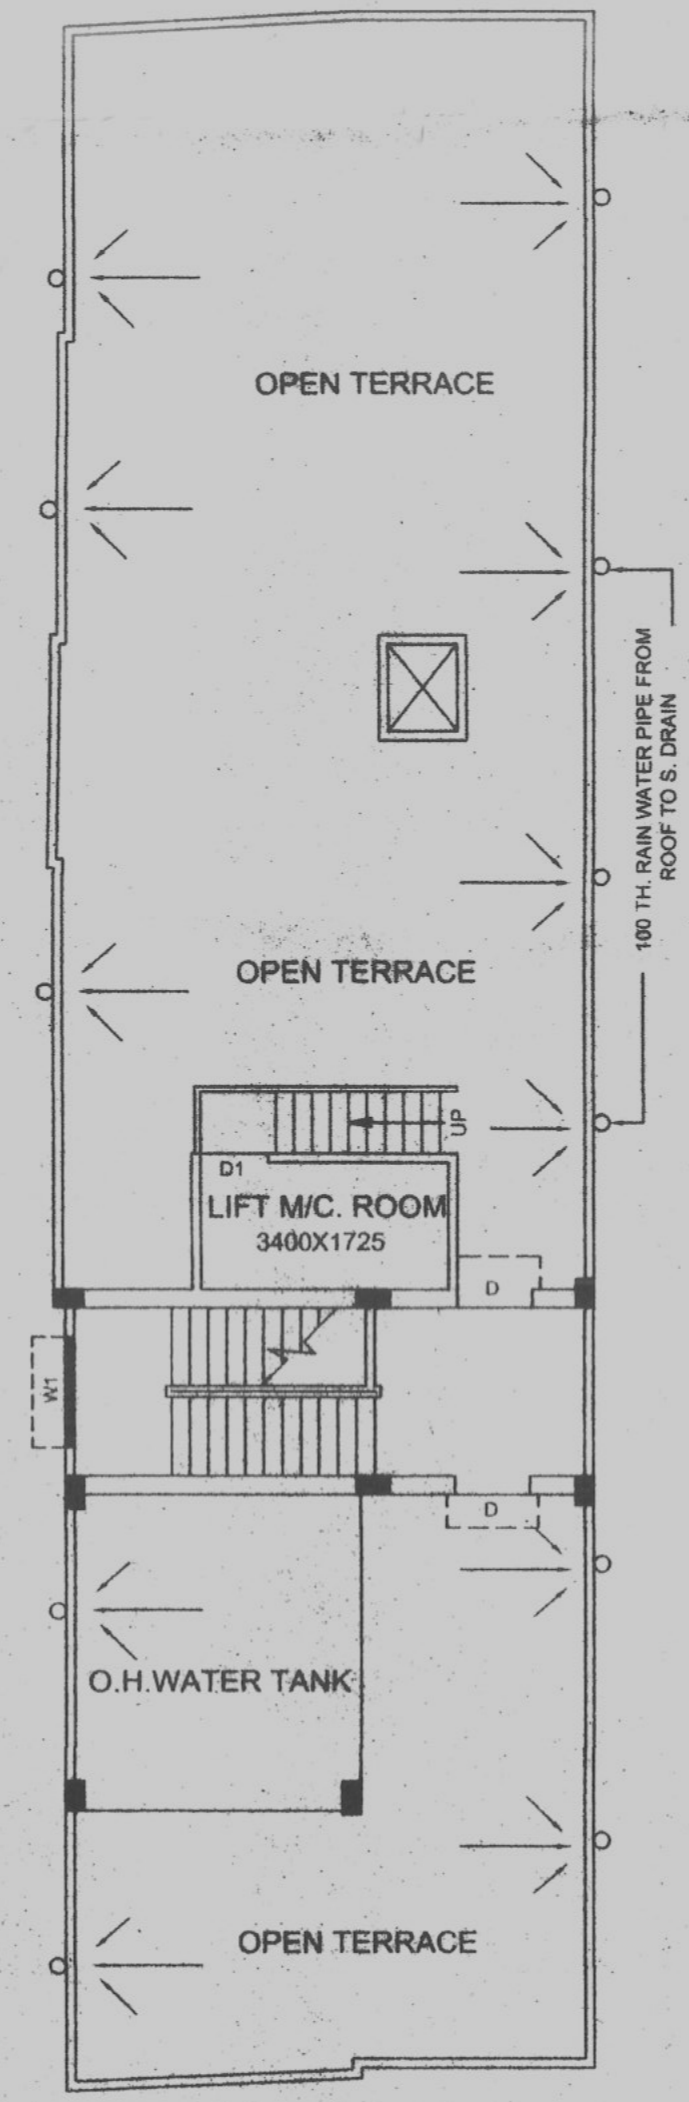 OPEN TERRACE
100 TH. RAIN WATER PIPE FROM
ROOF TO S. DRAIN
OPEN TERRACE
UP
D1
LIFT M/C. ROOM
3400X1725
D
W1
D
O.H.WATER TANK
OPEN TERRACE